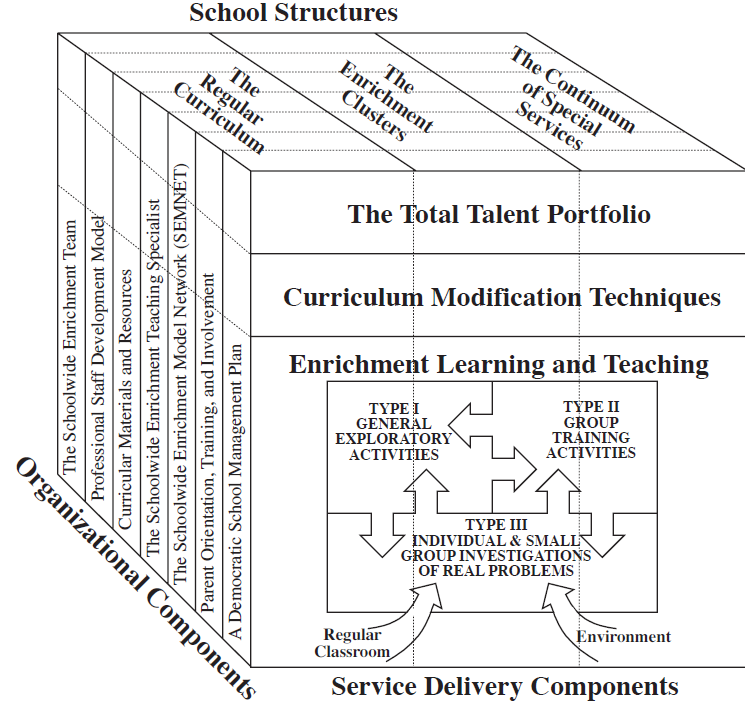 School Structures
The
Regular
Curriculum
The
Enrichment
Clusters
The Continuum
of Special
Services
The Total Talent Portfolio
Curriculum Modification Techniques
Enrichment Learning and Teaching
TYPE I
GENERAL
EXPLORATORY
ACTIVITIES
TYPE II
GROUP
TRAINING
ACTIVITIES
TYPE III
INDIVIDUAL & SMALL
GROUP INVESTIGATIONS
OF REAL PROBLEMS
Regular
Classroom
Environment
Service Delivery Components
The Schoolwide Enrichment Team
Professional Staff Development Model
Curricular Materials and Resources
The Schoolwide Enrichment Teaching Specialist
The Schoolwide Enrichment Model Network (SEMNET)
Parent Orientation, Training, and Involvement
A Democratic School Management Plan
Organizational Components